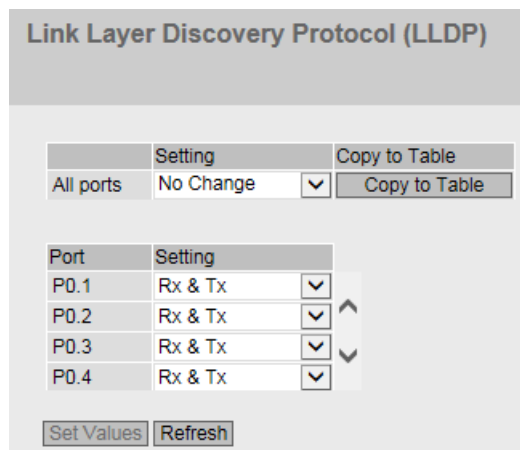 Link Layer Discovery Protocol (LLDP)
Setting Copy to Table
All ports No Change Copy to Table
Port Setting
P0.1 Rx & Tx
P0.2 Rx & Tx
P0.3 Rx & Tx
P0.4 Rx & Tx
Set Values Refresh